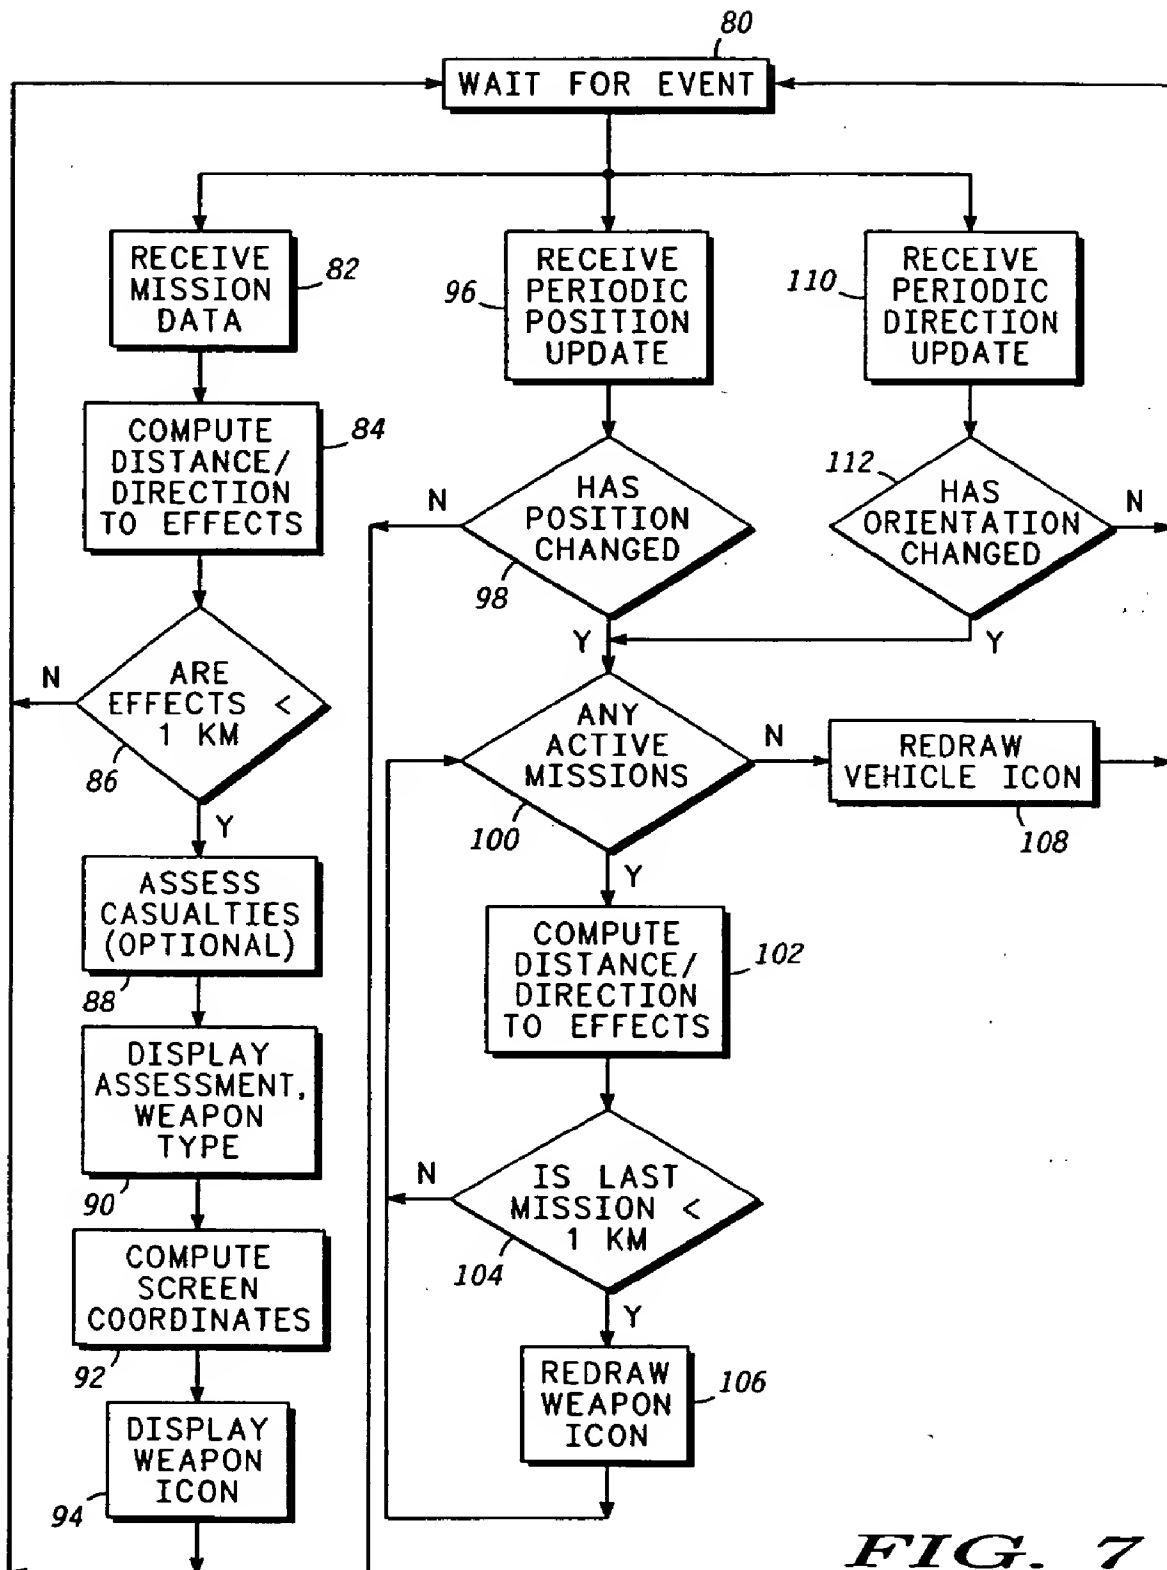 80
WAIT FOR EVENT
RECEIVE
MISSION
DATA
82
COMPUTE
DISTANCE/
DIRECTION
TO EFFECTS
84
ARE
EFFECTS <
1 KM
N
86
Y
ASSESS
CASUALTIES
(OPTIONAL)
88
DISPLAY
ASSESSMENT,
WEAPON
TYPE
90
COMPUTE
SCREEN
COORDINATES
92
DISPLAY
WEAPON
ICON
94
RECEIVE
PERIODIC
POSITION
UPDATE
96
HAS
POSITION
CHANGED
N
98
Y
ANY
ACTIVE
MISSIONS
N
100
Y
COMPUTE
DISTANCE/
DIRECTION
TO EFFECTS
102
IS LAST
MISSION <
1 KM
N
104
Y
REDRAW
WEAPON
ICON
106
RECEIVE
PERIODIC
DIRECTION
UPDATE
110
112
HAS
ORIENTATION
CHANGED
N
Y
REDRAW
VEHICLE ICON
108
FIG. 7